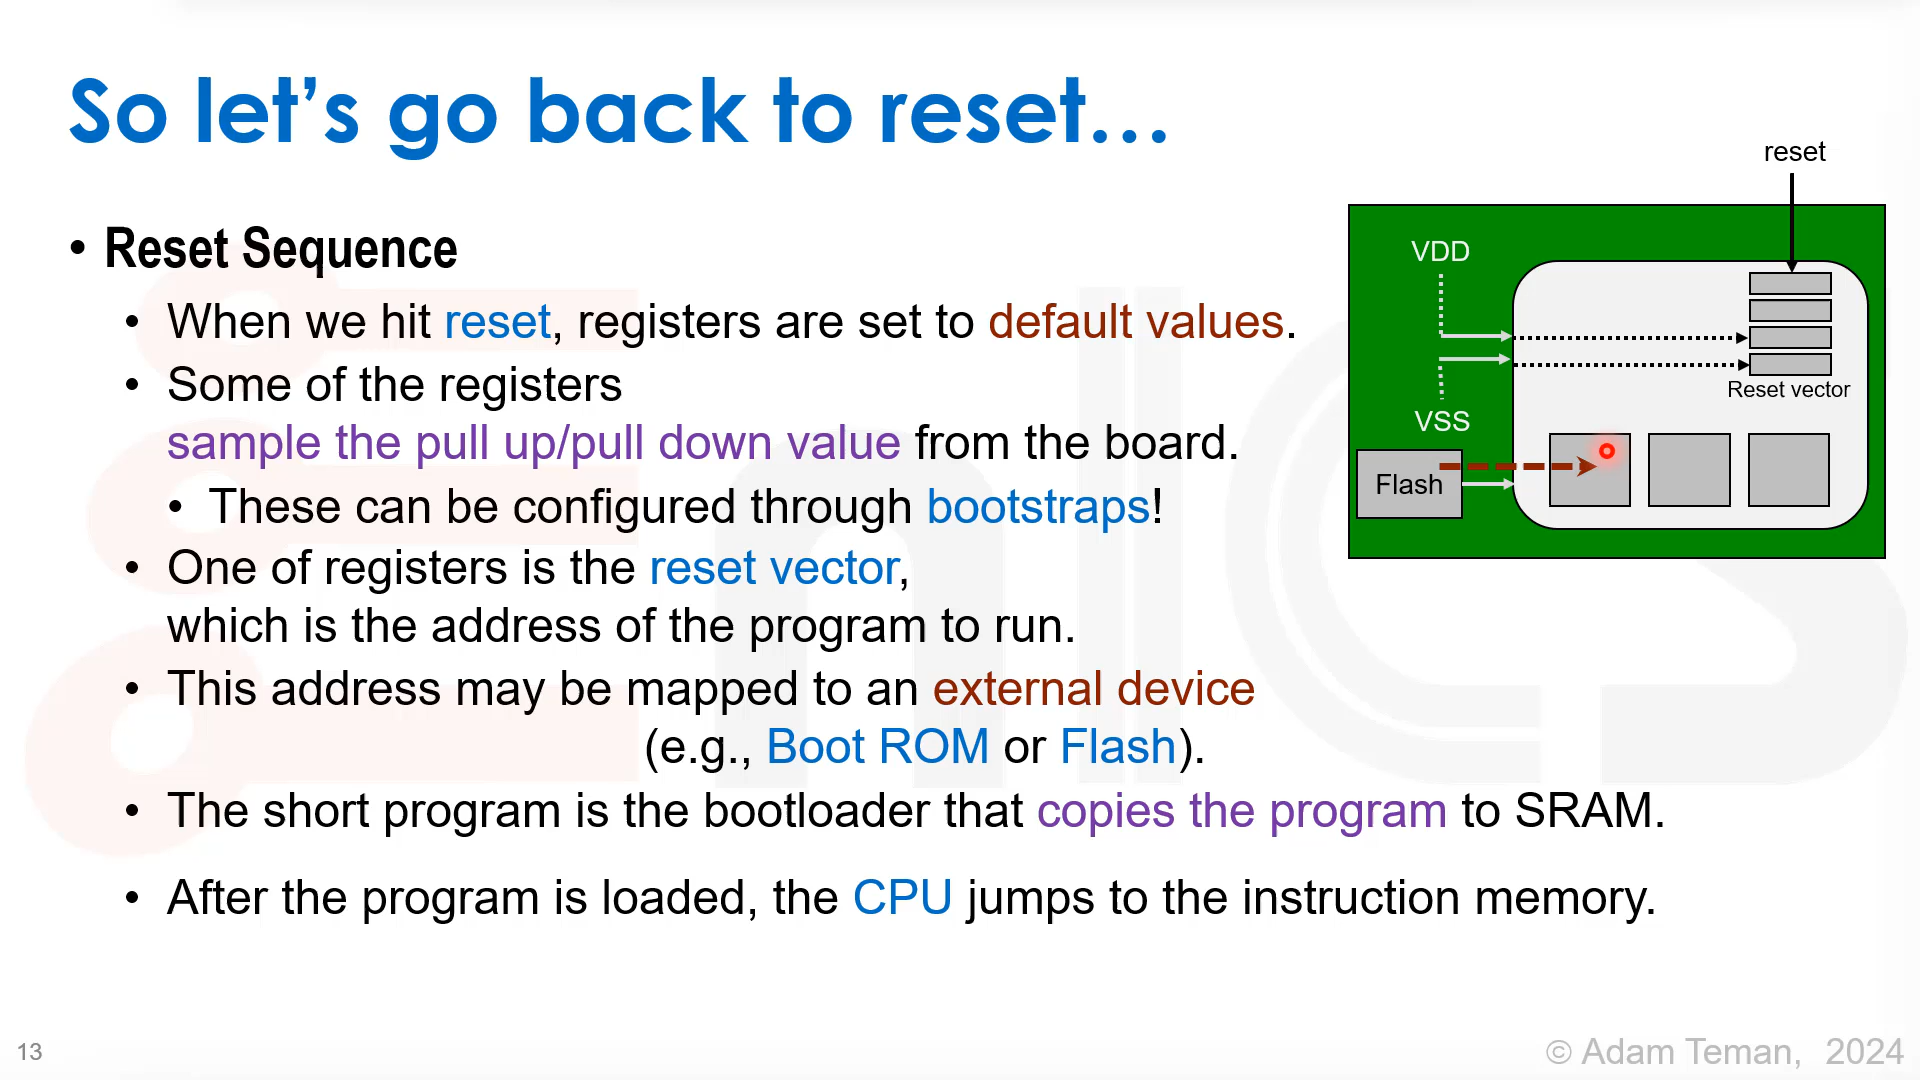 So let’s go back to reset…
reset
• Reset Sequence
• When we hit reset, registers are set to default values.
• Some of the registers
sample the pull up/pull down value from the board.
• These can be configured through bootstraps!
• One of registers is the reset vector,
which is the address of the program to run.
• This address may be mapped to an external device
(e.g., Boot ROM or Flash).
• The short program is the bootloader that copies the program to SRAM.
• After the program is loaded, the CPU jumps to the instruction memory.
VDD
Reset vector
VSS
Flash
13
© Adam Teman, 2024